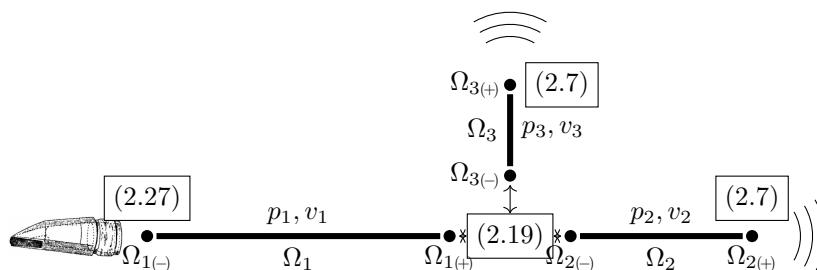 Ω3(+) (2.7)
Ω3 p3, v3
Ω3(-)
(2.27) (2.7)
p1, v1 (2.19) p2, v2
Ω1(-) Ω1 Ω1(+) Ω2(-) Ω2 Ω2(+)